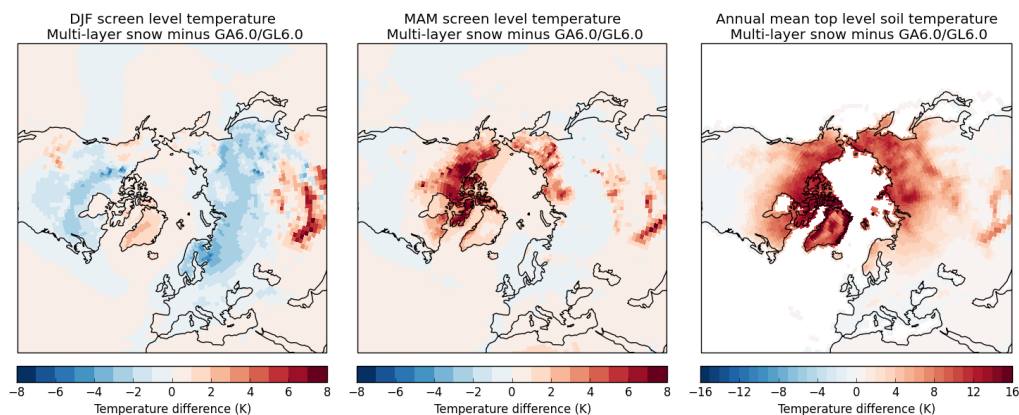 DJF screen level temperature
Multi-layer snow minus GA6.0/GL6.0
MAM screen level temperature
Multi-layer snow minus GA6.0/GL6.0
Annual mean top level soil temperature
Multi-layer snow minus GA6.0/GL6.0
−8 −6 −4 −2 0 2 4 6 8
Temperature difference (K)
−8 −6 −4 −2 0 2 4 6 8
Temperature difference (K)
−16 −12 −8 −4 0 4 8 12 16
Temperature difference (K)